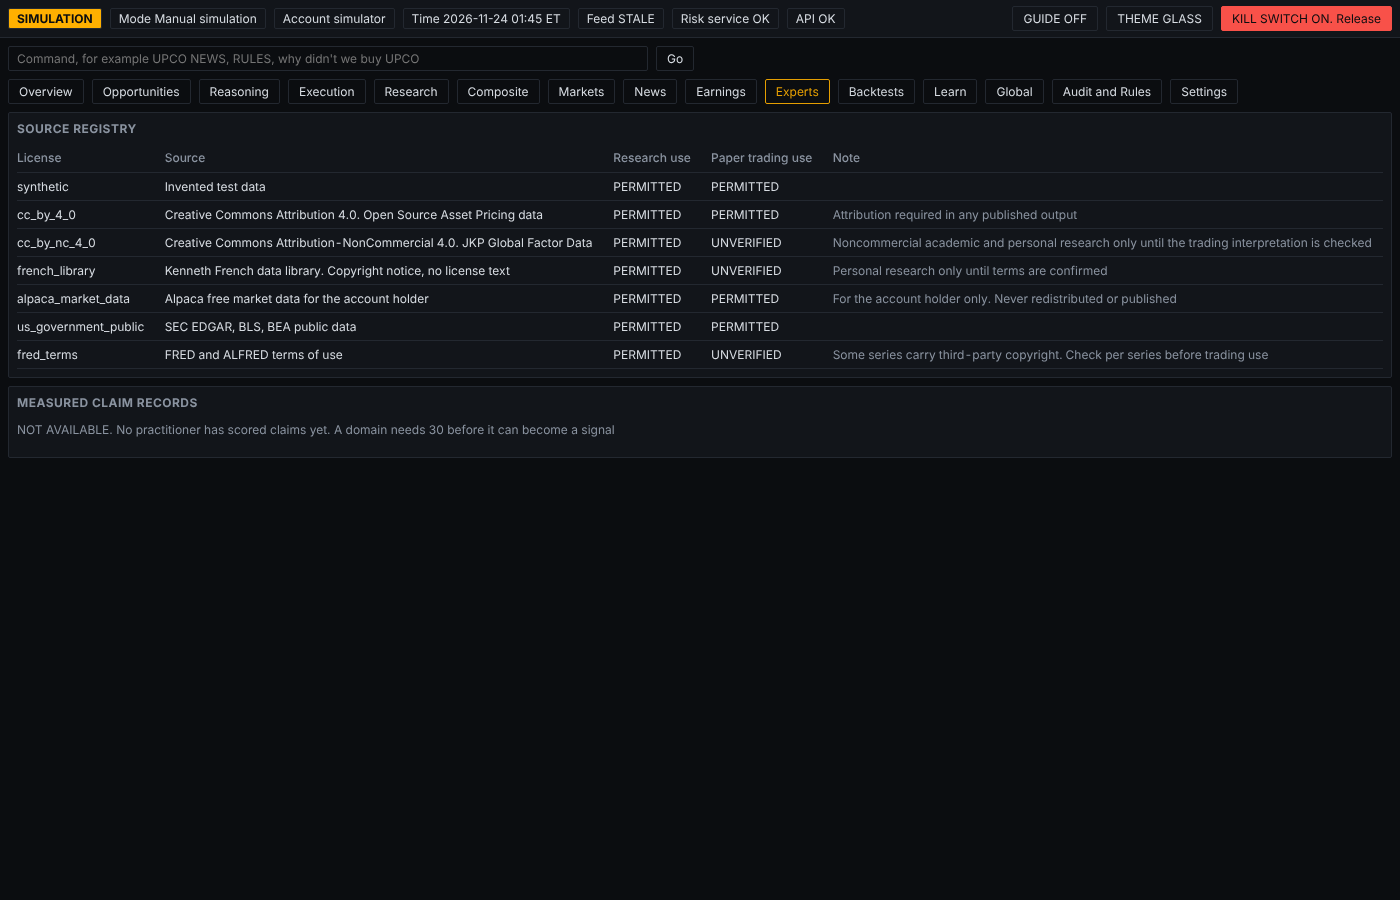 SIMULATION Mode Manual simulation Account simulator Time 2026-11-24 01:45 ET Feed STALE Risk service OK API OK GUIDE OFF THEME GLASS KILL SWITCH ON. Release
Command, for example UPCO NEWS, RULES, why didn't we buy UPCO Go
Overview Opportunities Reasoning Execution Research Composite Markets News Earnings Experts Backtests Learn Global Audit and Rules Settings
SOURCE REGISTRY
License Source Research use Paper trading use Note
synthetic Invented test data PERMITTED PERMITTED
cc_by_4_0 Creative Commons Attribution 4.0. Open Source Asset Pricing data PERMITTED PERMITTED Attribution required in any published output
cc_by_nc_4_0 Creative Commons Attribution-NonCommercial 4.0. JKP Global Factor Data PERMITTED UNVERIFIED Noncommercial academic and personal research only until the trading interpretation is checked
french_library Kenneth French data library. Copyright notice, no license text PERMITTED UNVERIFIED Personal research only until terms are confirmed
alpaca_market_data Alpaca free market data for the account holder PERMITTED PERMITTED For the account holder only. Never redistributed or published
us_government_public SEC EDGAR, BLS, BEA public data PERMITTED PERMITTED
fred_terms FRED and ALFRED terms of use PERMITTED UNVERIFIED Some series carry third-party copyright. Check per series before trading use
MEASURED CLAIM RECORDS
NOT AVAILABLE. No practitioner has scored claims yet. A domain needs 30 before it can become a signal